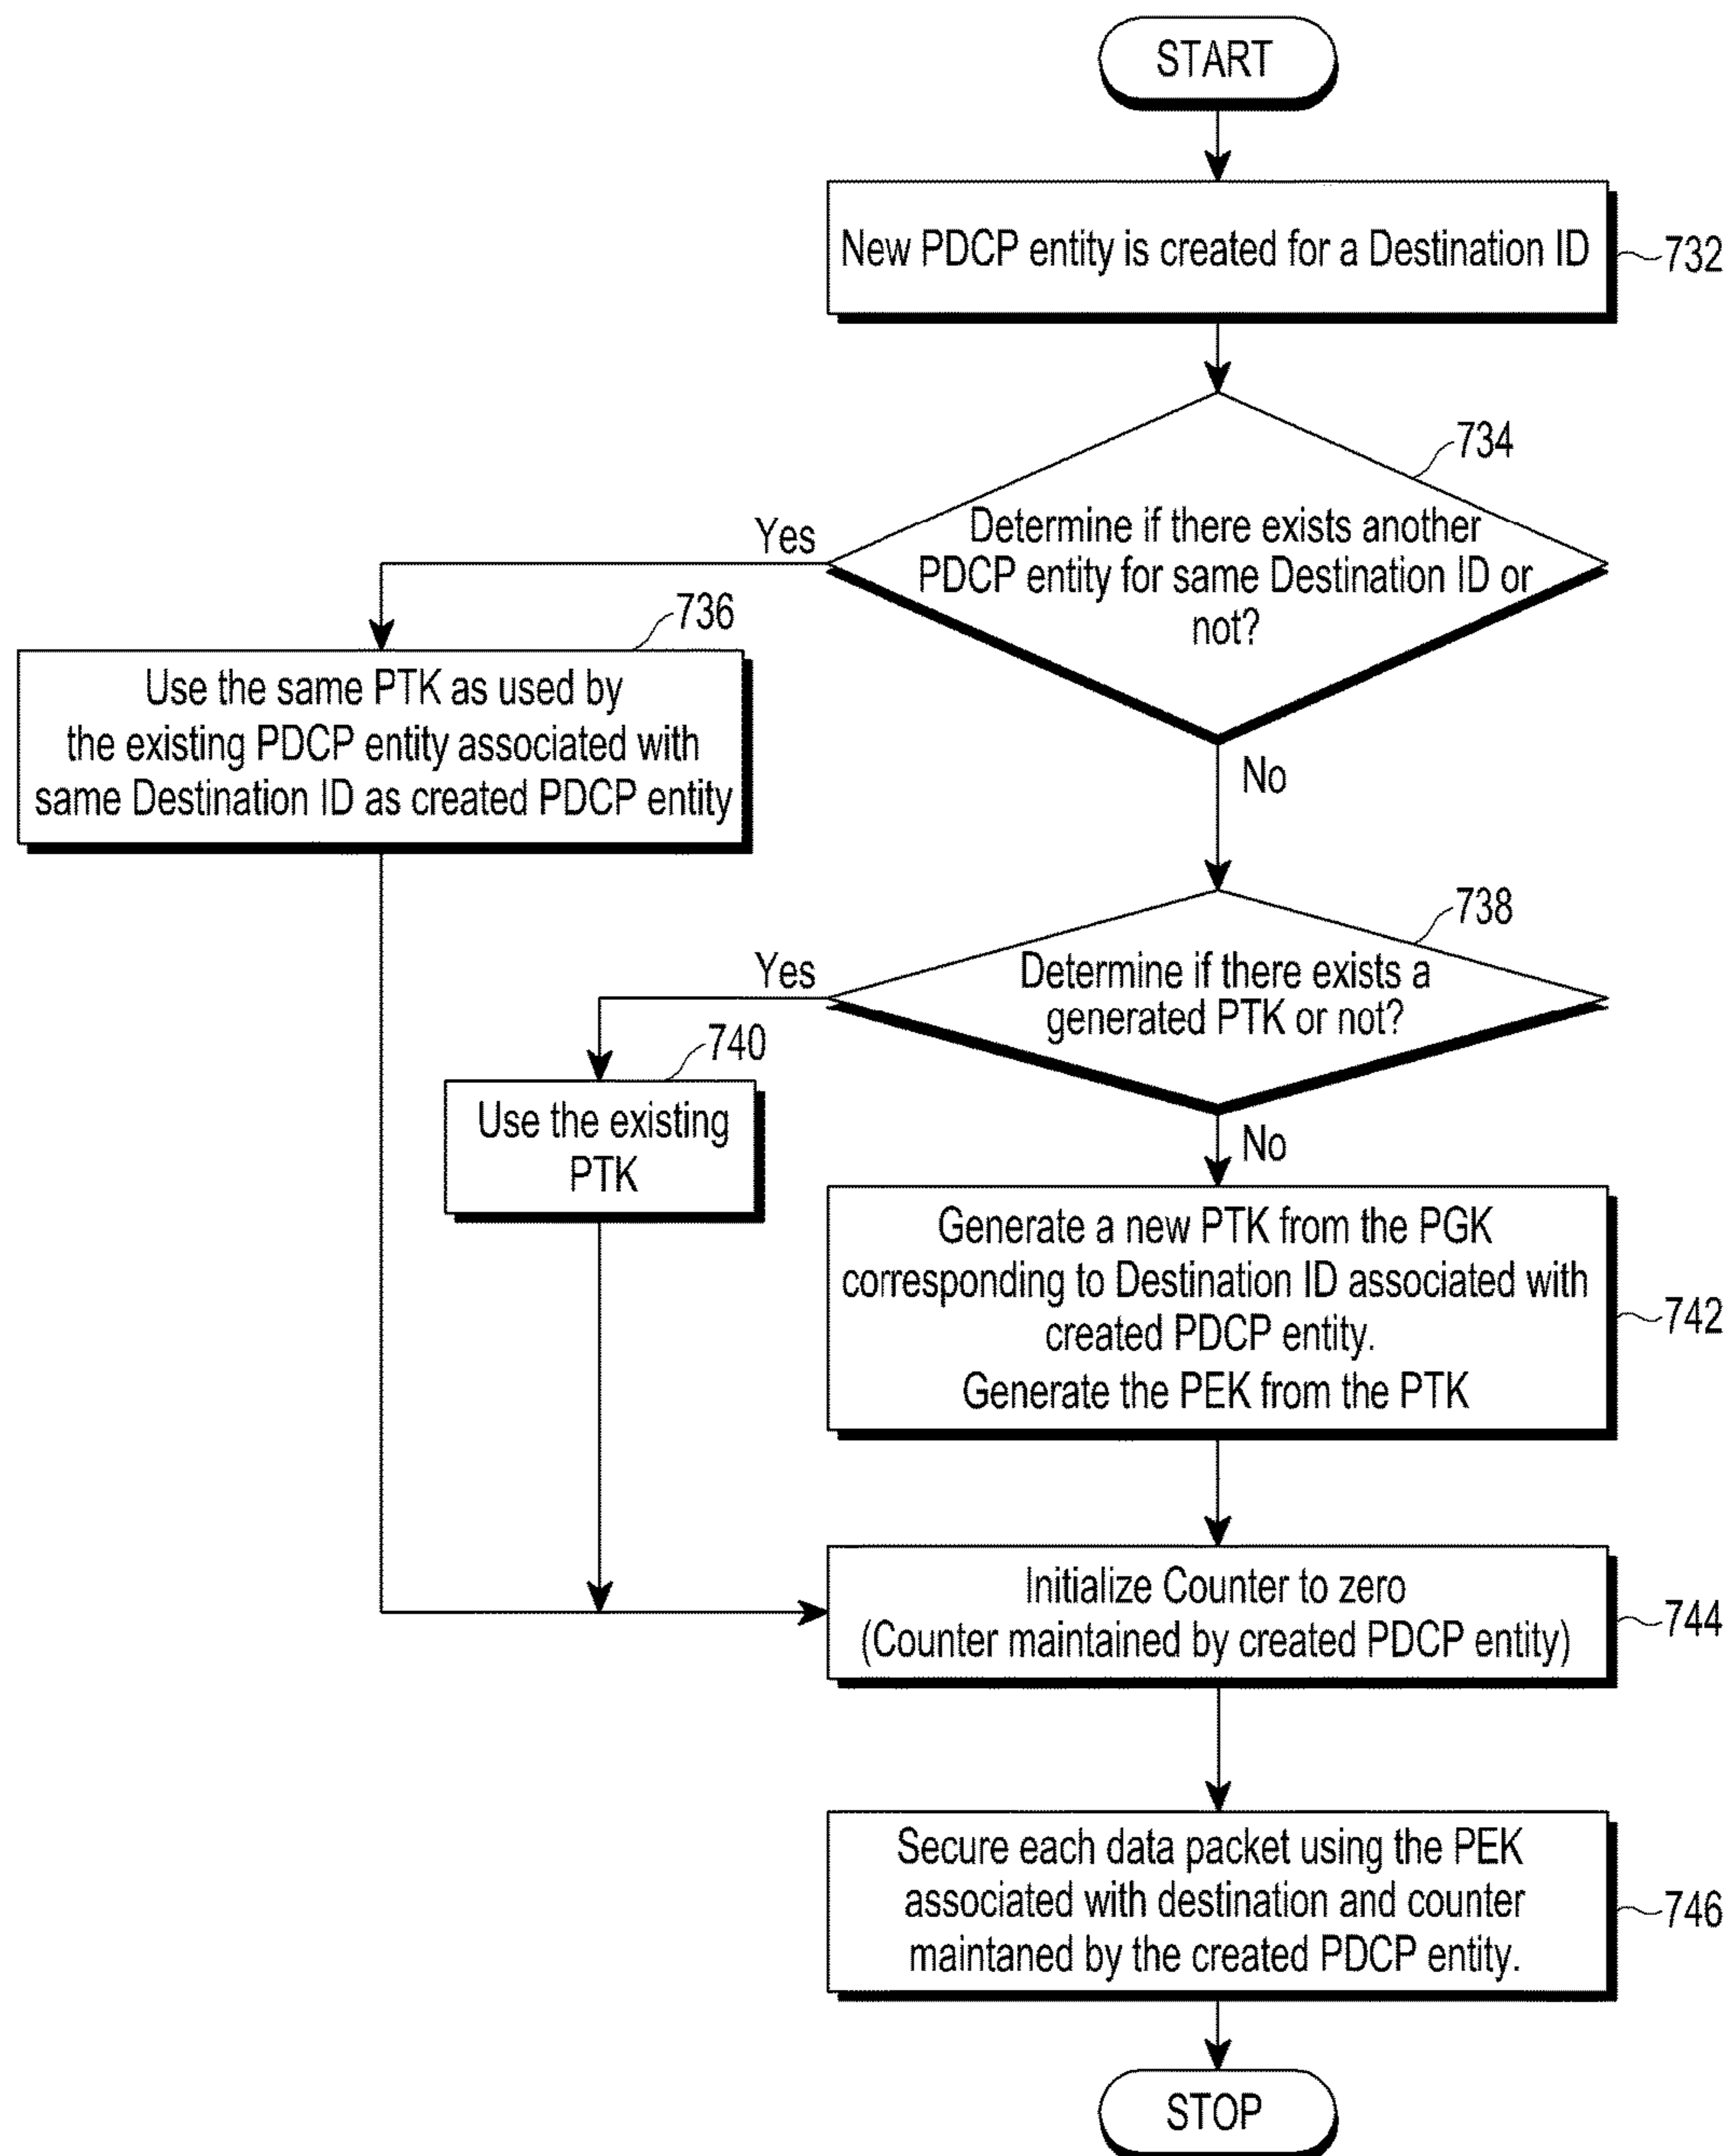 START
New PDCP entity is created for a Destination ID
732
734
Determine if there exists another
PDCP entity for same Destination ID or
not?
Yes
No
736
Use the same PTK as used by
the existing PDCP entity associated with
same Destination ID as created PDCP entity
738
Determine if there exists a
generated PTK or not?
Yes
No
740
Use the existing
PTK
Generate a new PTK from the PGK
corresponding to Destination ID associated with
created PDCP entity.
Generate the PEK from the PTK
742
Initialize Counter to zero
(Counter maintained by created PDCP entity)
744
Secure each data packet using the PEK
associated with destination and counter
maintaned by the created PDCP entity.
746
STOP